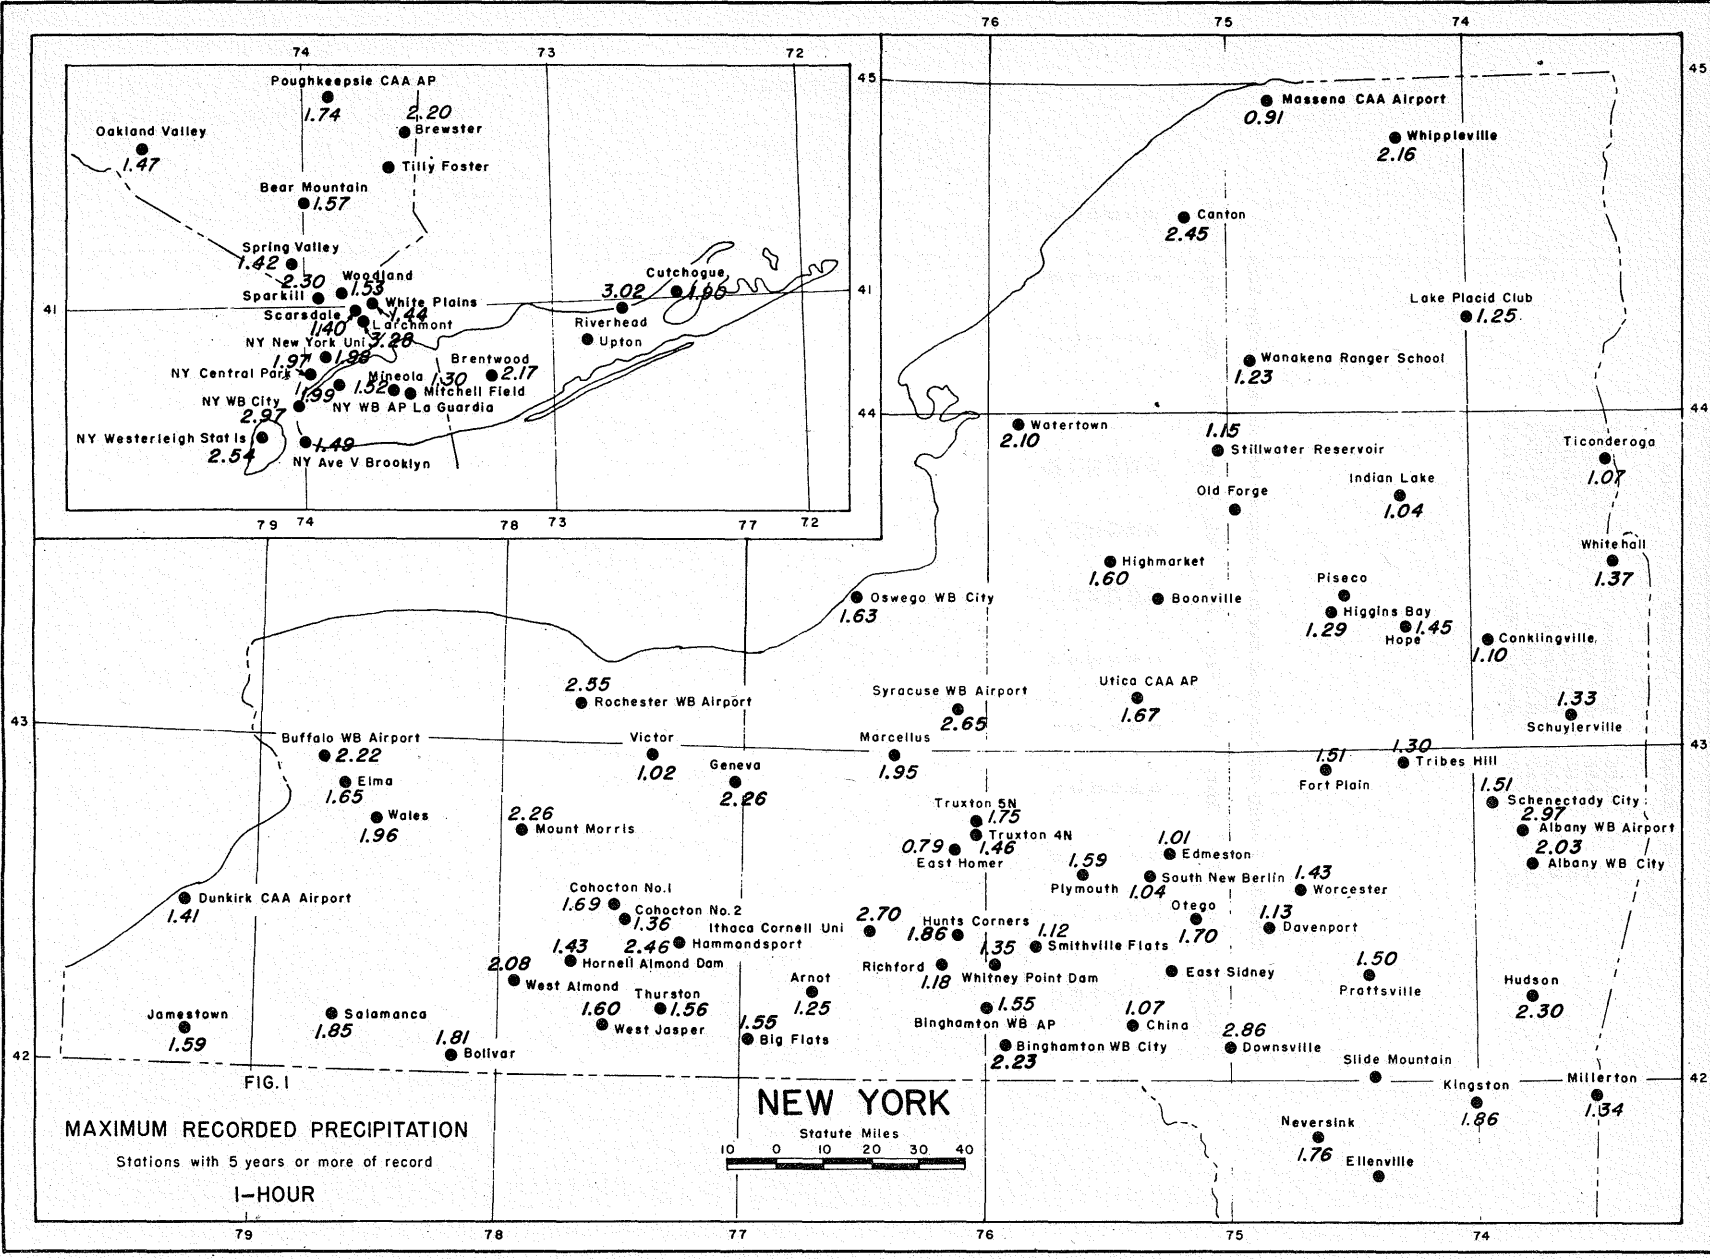 76 75 74
74 73 72
45
45
Poughkeepsie CAA AP
1.74
2.20
Brewster
Oakland Valley
1.47
Tilly Foster
Bear Mountain
1.57
Spring Valley
1.42
2.30
Sparkill
Woodland
1.53
White Plains
1.44
Scarsdale
1.40
Larchmont
3.28
NY New York Uni
1.97
NY Central Park
1.99
Mineola
1.52
1.30
Mitchell Field
Brentwood
2.17
NY WB AP La Guardia
NY WB City
2.97
NY Westerleigh Stat Is
2.54
1.49
NY Ave V Brooklyn
3.02
Riverhead
Upton
Cutchogue
1.90
41
41
79 74 78 73 77 72
Massena CAA Airport
0.91
Whippleville
2.16
Canton
2.45
Lake Placid Club
1.25
Wanakena Ranger School
1.23
44
44
Watertown
2.10
1.15
Stillwater Reservoir
Ticonderoga
1.07
Old Forge
Indian Lake
1.04
Highmarket
1.60
Boonville
Whitehall
1.37
Piseco
Higgins Bay
1.29
1.45
Hope
Conklingville
1.10
Oswego WB City
1.63
2.55
Rochester WB Airport
Syracuse WB Airport
2.65
Utica CAA AP
1.67
1.33
Schuylerville
43
43
Buffalo WB Airport
2.22
Elma
1.65
Wales
1.96
Victor
1.02
Geneva
2.26
Marcellus
1.95
1.51
Fort Plain
1.30
Tribes Hill
1.51
Schenectady City
2.97
Albany WB Airport
2.03
Albany WB City
2.26
Mount Morris
Truxton 5N
1.75
Truxton 4N
1.46
0.79
East Homer
1.59
Plymouth
1.01
Edmeston
South New Berlin
1.04
1.43
Worcester
Dunkirk CAA Airport
1.41
Cohocton No.1
1.69
Cohocton No.2
1.36
Ithaca Cornell Uni
2.70
2.46
Hammondsport
1.43
Hornell Almond Dam
2.08
West Almond
Hunts Corners
1.86
1.12
Smithville Flats
1.35
Whitney Point Dam
Richford
1.18
Otego
1.70
1.13
Davenport
East Sidney
1.50
Prattsville
Hudson
2.30
Jamestown
1.59
Salamanca
1.85
1.81
Bolivar
1.60
West Jasper
Thurston
1.56
Arnot
1.25
1.55
Big Flats
1.55
Binghamton WB AP
Binghamton WB City
2.23
1.07
China
2.86
Downsville
Slide Mountain
Kingston
1.86
Millerton
1.34
Neversink
1.76
Ellenville
42
42
FIG. 1
MAXIMUM RECORDED PRECIPITATION
Stations with 5 years or more of record
1-HOUR
NEW YORK
Statute Miles
10 0 10 20 30 40
79 78 77 76 75 74